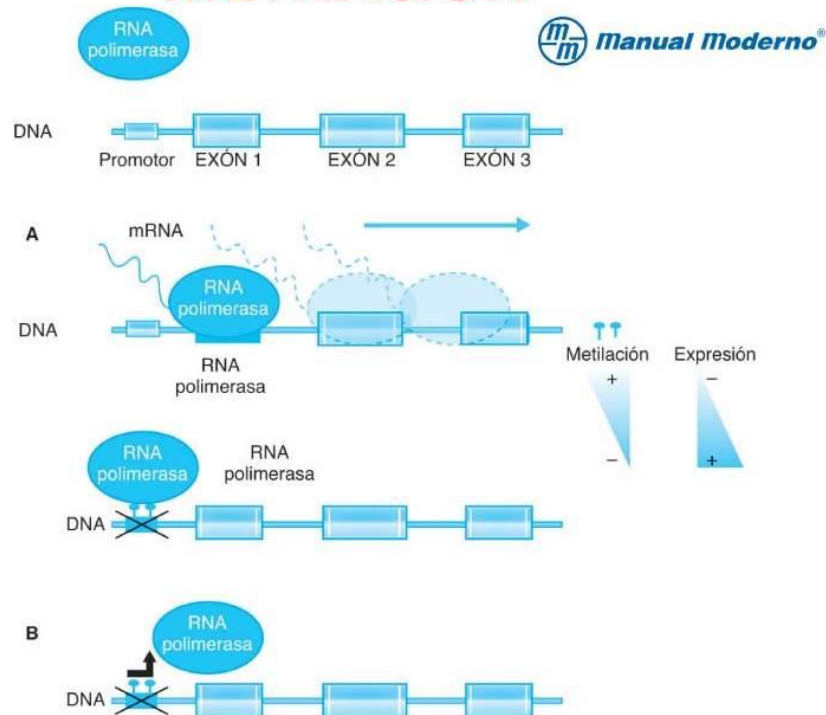 RNA
polimerasa
mm Manual Moderno®
DNA
Promotor
EXÓN 1
EXÓN 2
EXÓN 3
A
mRNA
RNA
polimerasa
DNA
RNA
polimerasa
Metilación
Expresión
+
−
−
+
RNA
polimerasa
RNA
polimerasa
DNA
B
RNA
polimerasa
DNA